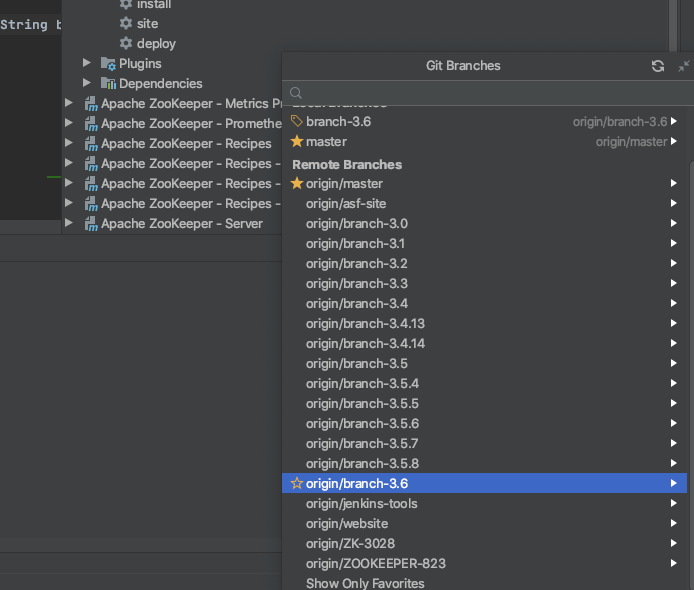 install
String b
site
deploy
Plugins
Dependencies
Apache ZooKeeper - Metrics Pr
Apache ZooKeeper - Promethe
Apache ZooKeeper - Recipes
Apache ZooKeeper - Recipes -
Apache ZooKeeper - Recipes -
Apache ZooKeeper - Recipes -
Apache ZooKeeper - Server
Git Branches
Local Branches
branch-3.6 origin/branch-3.6
master origin/master
Remote Branches
origin/master
origin/asf-site
origin/branch-3.0
origin/branch-3.1
origin/branch-3.2
origin/branch-3.3
origin/branch-3.4
origin/branch-3.4.13
origin/branch-3.4.14
origin/branch-3.5
origin/branch-3.5.4
origin/branch-3.5.5
origin/branch-3.5.6
origin/branch-3.5.7
origin/branch-3.5.8
origin/branch-3.6
origin/jenkins-tools
origin/website
origin/ZK-3028
origin/ZOOKEEPER-823
Show Only Favorites